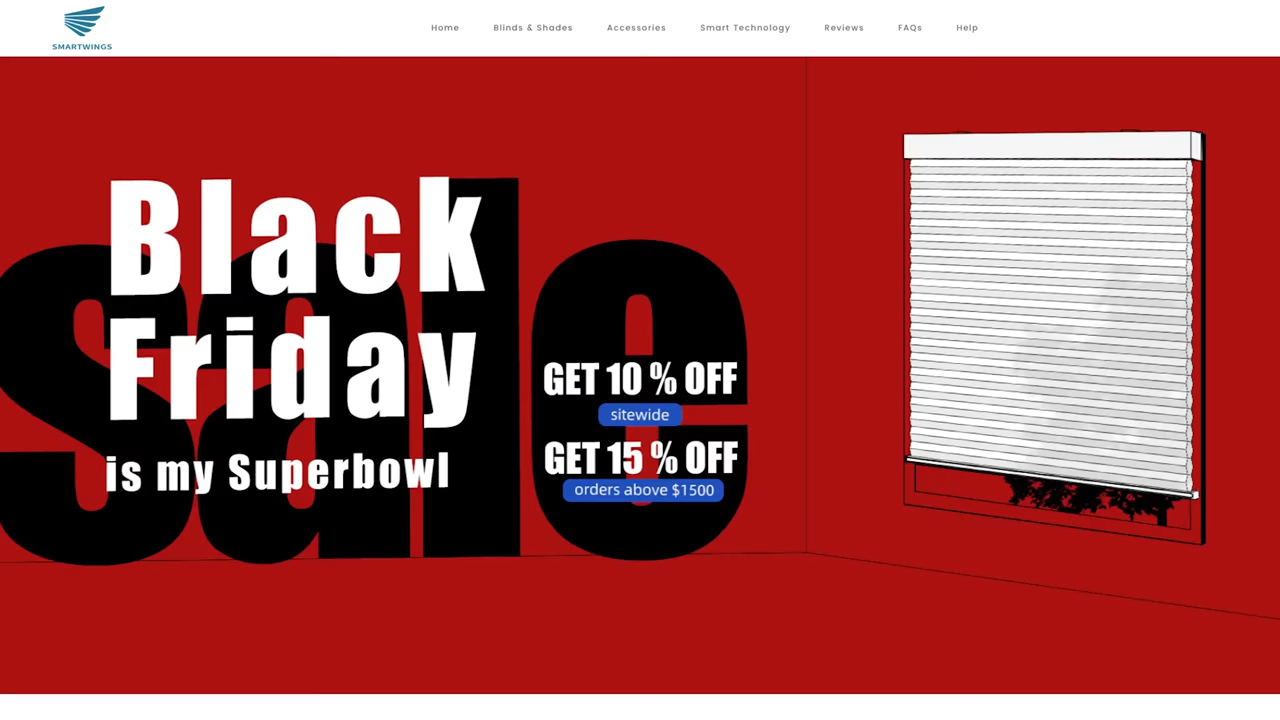 SMARTWINGS
Home Blinds & Shades Accessories Smart Technology Reviews FAQs Help
Sale
Black
Friday
is my Superbowl
GET 10 % OFF
sitewide
GET 15 % OFF
orders above $1500